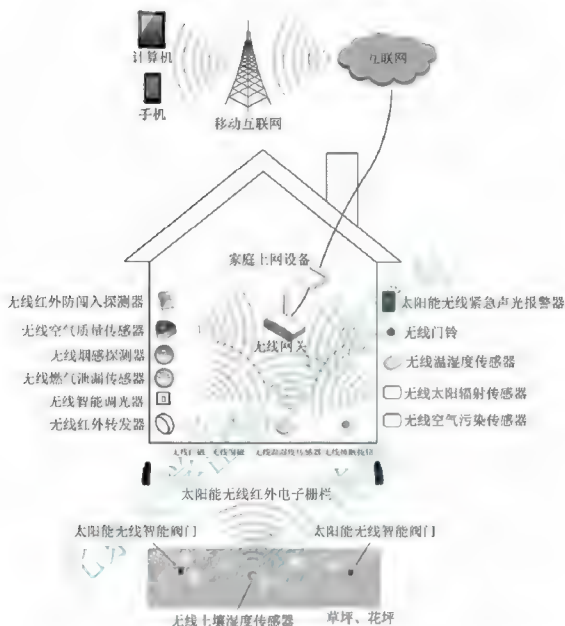 计算机
手机
移动互联网
互联网
家庭上网设备
无线网关
无线红外防闯入探测器
无线空气质量传感器
无线烟感探测器
无线燃气泄漏传感器
无线智能调光器
无线红外转发器
太阳能无线紧急声光报警器
无线门铃
无线温湿度传感器
无线太阳辐射传感器
无线空气污染传感器
太阳能无线红外电子栅栏
太阳能无线智能阀门
太阳能无线智能阀门
无线土壤湿度传感器
草坪、花坪